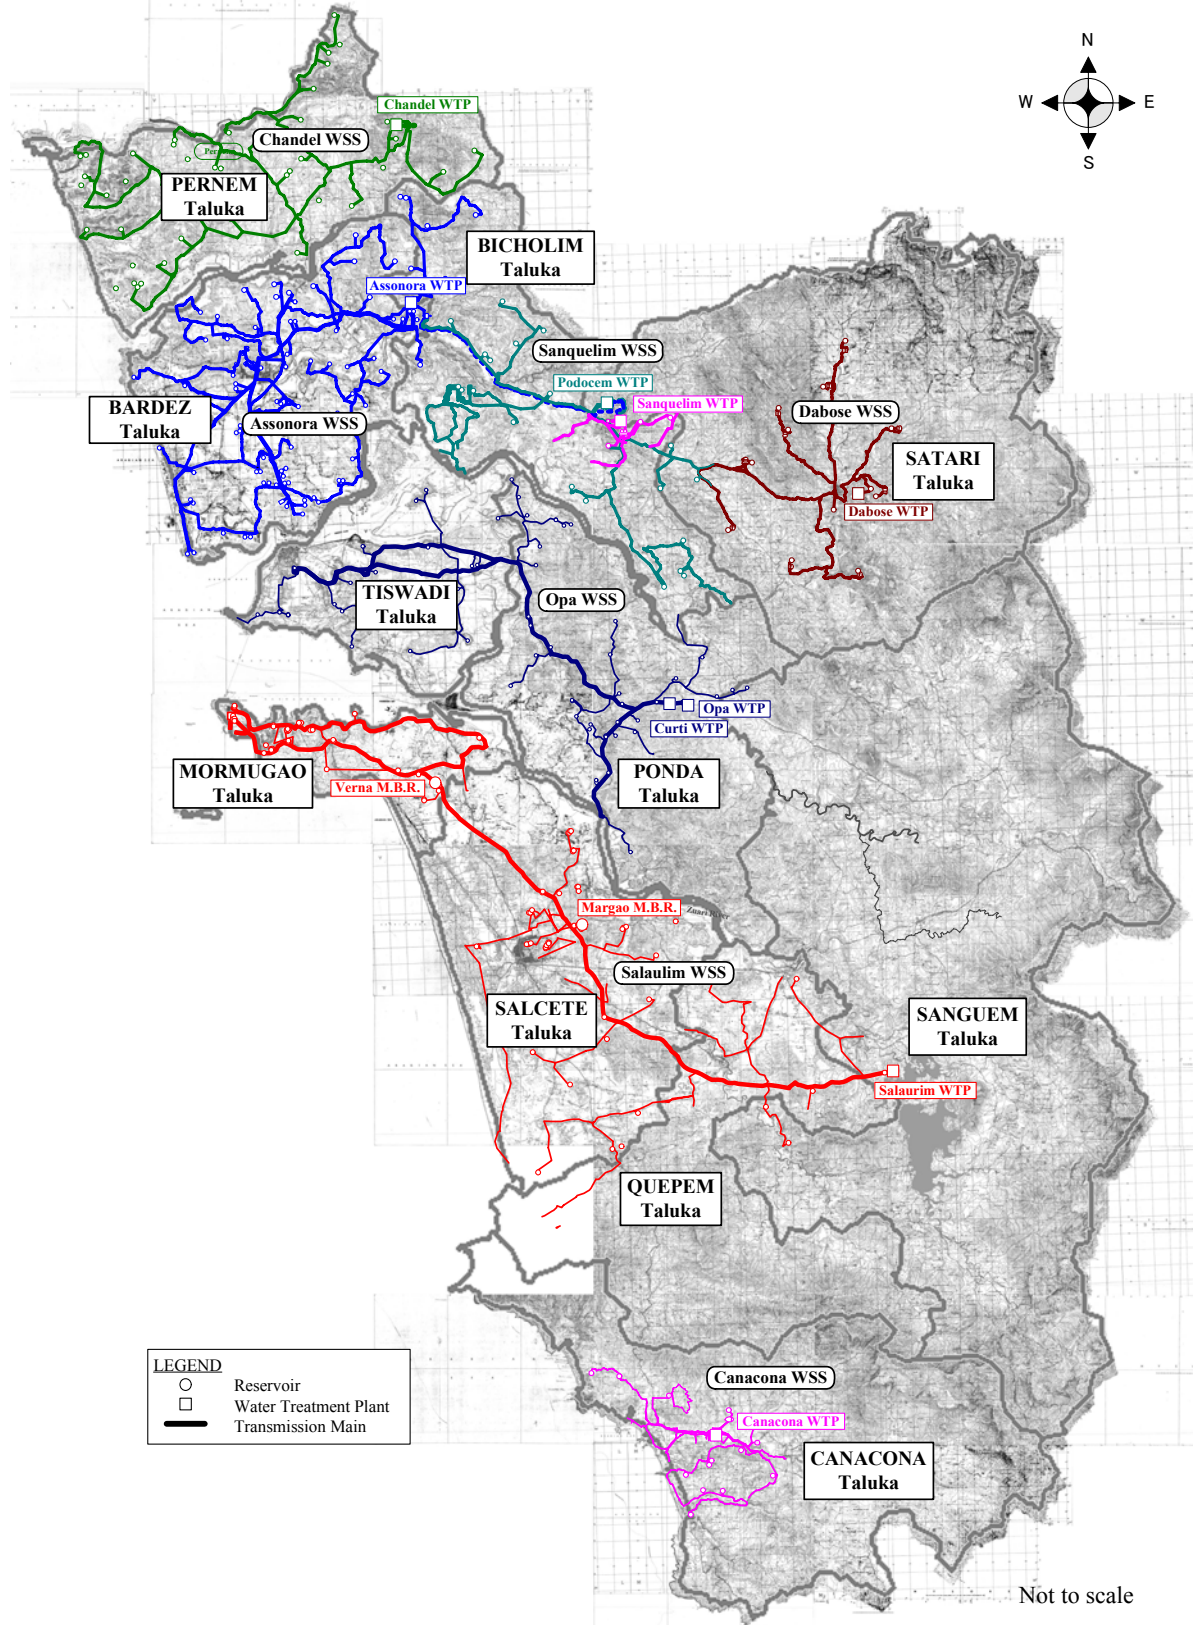 N
W
E
S
Chandel WTP
Chandel WSS
PERNEM
Taluka
BICHOLIM
Taluka
Assonora WTP
Sanquelim WSS
Podocem WTP
Sanquelim WTP
BARDEZ
Taluka
Assonora WSS
Dabose WSS
SATARI
Taluka
Dabose WTP
TISWADI
Taluka
Opa WSS
Opa WTP
Curti WTP
MORMUGAO
Taluka
Verna M.B.R.
PONDA
Taluka
Margao M.B.R.
Zuari River
Salaulim WSS
SALCETE
Taluka
SANGUEM
Taluka
Salaurim WTP
QUEPEM
Taluka
LEGEND
Reservoir
Water Treatment Plant
Transmission Main
Canacona WSS
Canacona WTP
CANACONA
Taluka
Not to scale